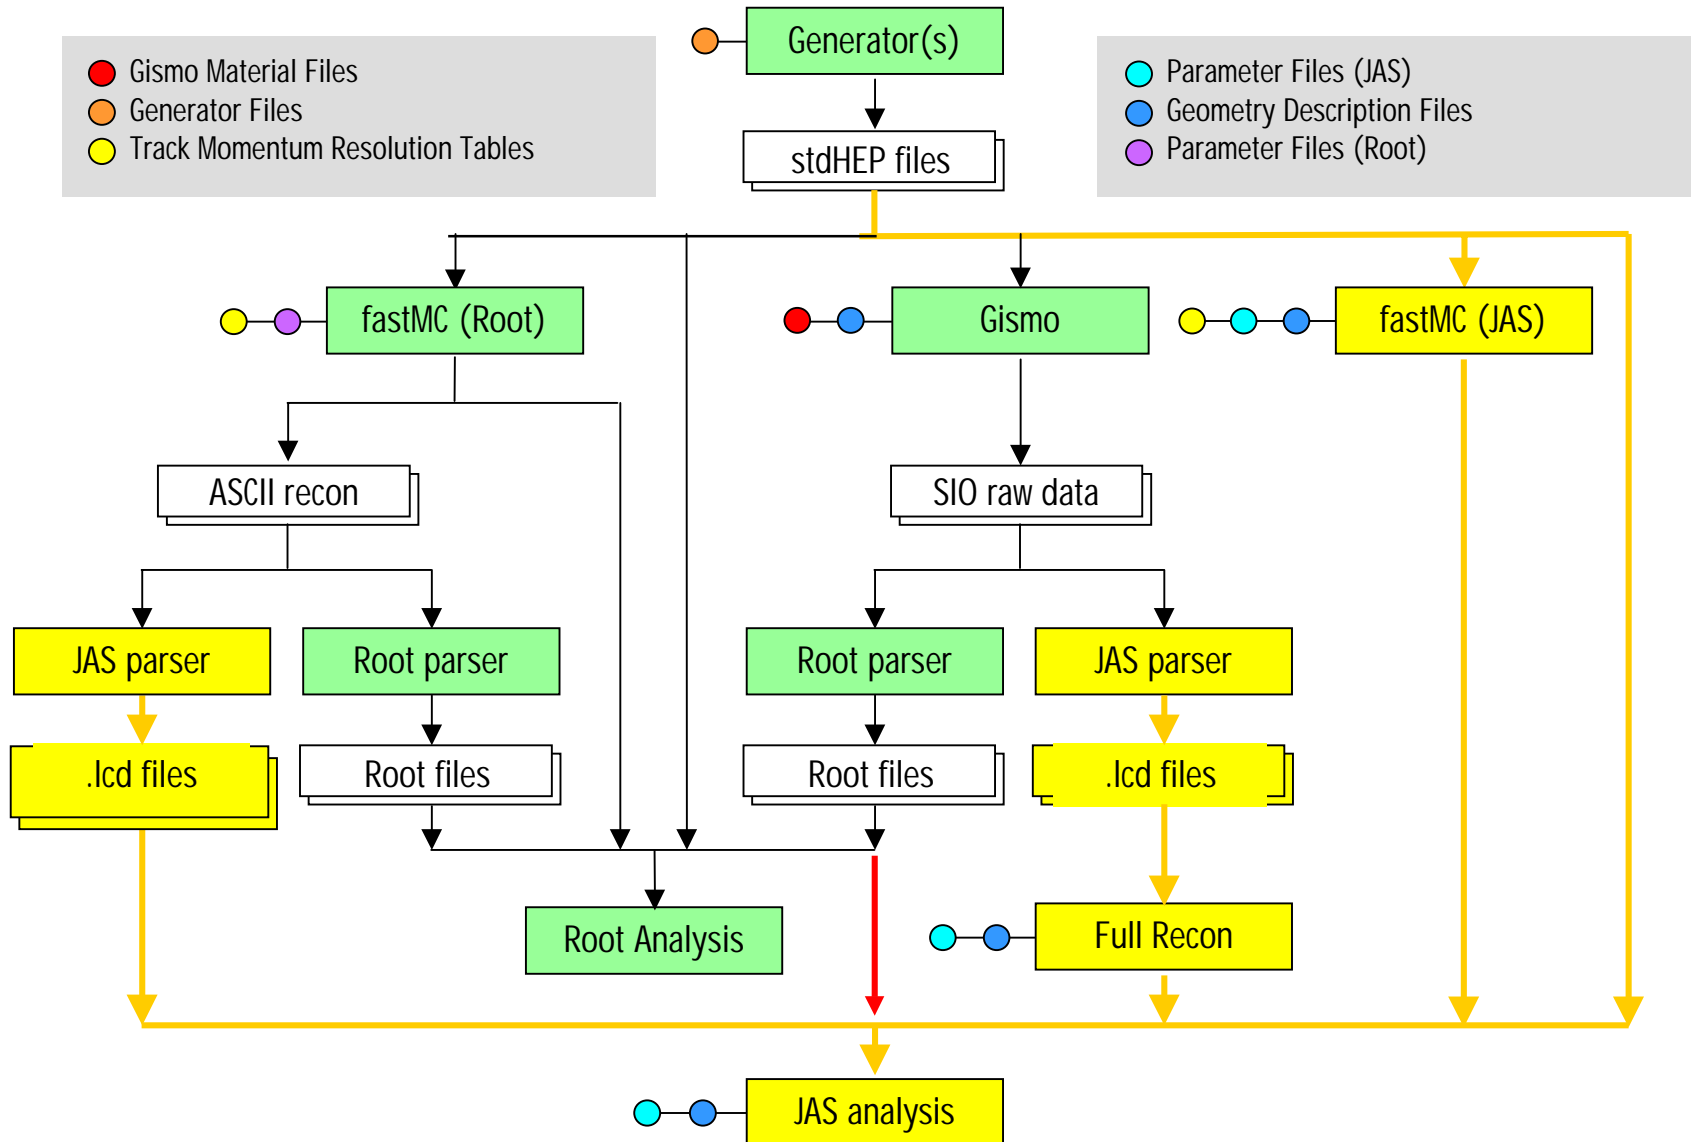 Generator(s)
Gismo Material Files
Generator Files
Track Momentum Resolution Tables
Parameter Files (JAS)
Geometry Description Files
Parameter Files (Root)
stdHEP files
fastMC (Root)
Gismo
fastMC (JAS)
ASCII recon
SIO raw data
JAS parser
Root parser
Root parser
JAS parser
.lcd files
Root files
Root files
.lcd files
Root Analysis
Full Recon
JAS analysis